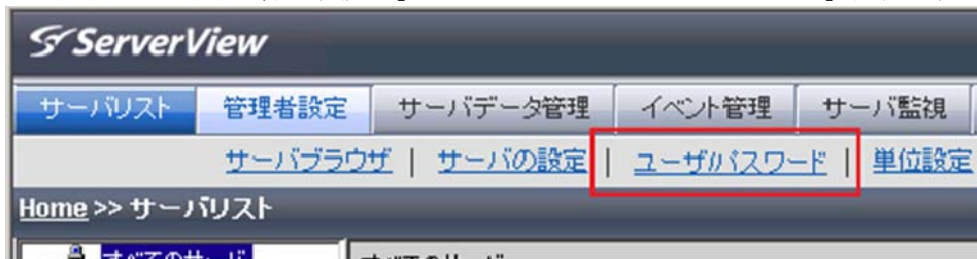 ServerView
サーバリスト 管理者設定 サーバデータ管理 イベント管理 サーバ監視
サーバブラウザ | サーバの設定 | ユーザ/パスワード | 単位設定
Home >> サーバリスト